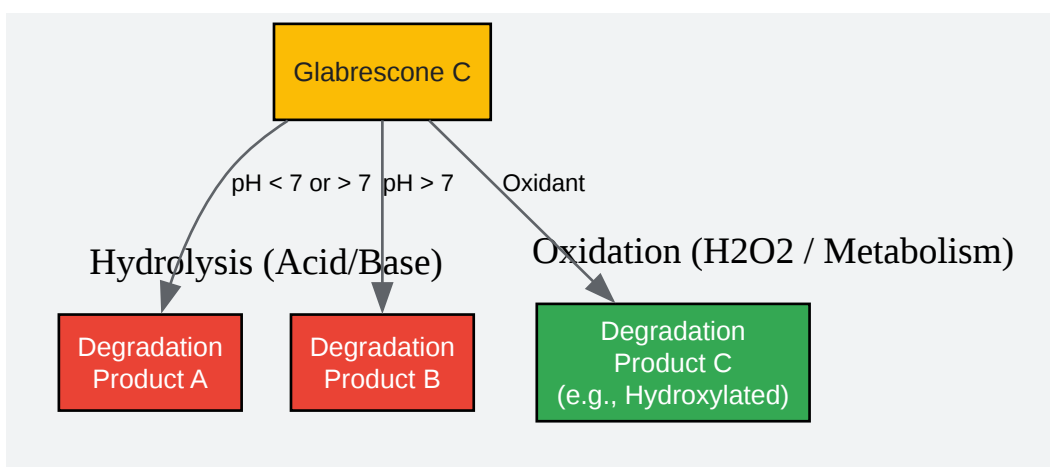 Glabrescone C
pH < 7 or > 7
pH > 7
Oxidant
Hydrolysis (Acid/Base)
Oxidation (H2O2 / Metabolism)
Degradation
Product A
Degradation
Product B
Degradation
Product C
(e.g., Hydroxylated)